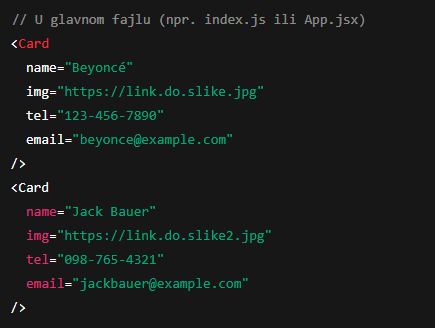 // U glavnom fajlu (npr. index.js ili App.jsx)
<Card
  name="Beyoncé"
  img="https://link.do.slike.jpg"
  tel="123-456-7890"
  email="beyonce@example.com"
/>
<Card
  name="Jack Bauer"
  img="https://link.do.slike2.jpg"
  tel="098-765-4321"
  email="jackbauer@example.com"
/>